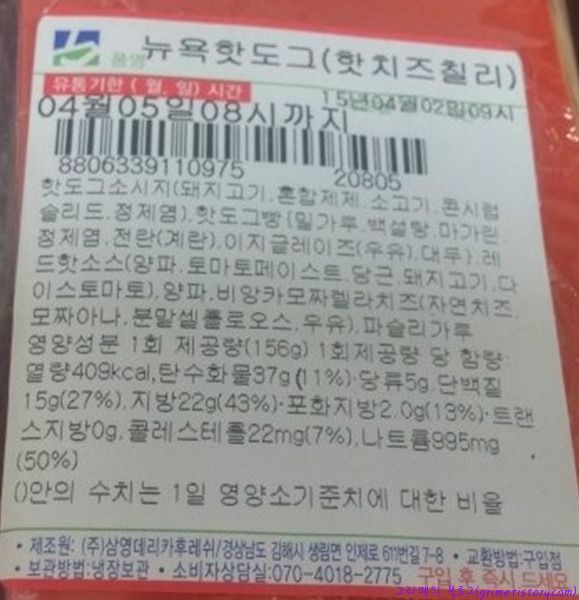 품명 뉴욕핫도그(핫치즈칠리)
유통기한 ( 월, 일) 시간
15년04월02일09시
04월05일08시까지
8806339110975 20805
핫도그소시지(돼지고기.혼합제제.소고기.콘시럽
슬리드.정제염).핫도그빵{밀가루.백설탕.마가린.
정제염.전란(계란).이지글레이즈(우유).대두}.레
드핫소스(양파.토마토페이스트.당근.돼지고기.다
이스토마토).양파.비앙카모짜렐라치즈(자연치즈.
모짜아나.분말셀룰로오스.우유).파슬리가루
영양성분 1회 제공량(156g) 1회제공량 당 함량:
열량409kcal,탄수화물37g(11%)·당류5g.단백질
15g(27%).지방22g(43%)·포화지방2.0g(13%)·트랜
스지방0g.콜레스테롤22mg(7%).나트륨995mg
(50%)
()안의 수치는 1일 영양소기준치에 대한 비율
• 제조원: (주)삼영데리카후레쉬/경상남도 김해시 생림면 인제로 611번길 7-8 • 교환방법:구입점
• 보관방법:냉장보관 • 소비자상담실:070-4018-2775 구입 후 즉시 드세요
그리메의 블로그(grimeristory.com)